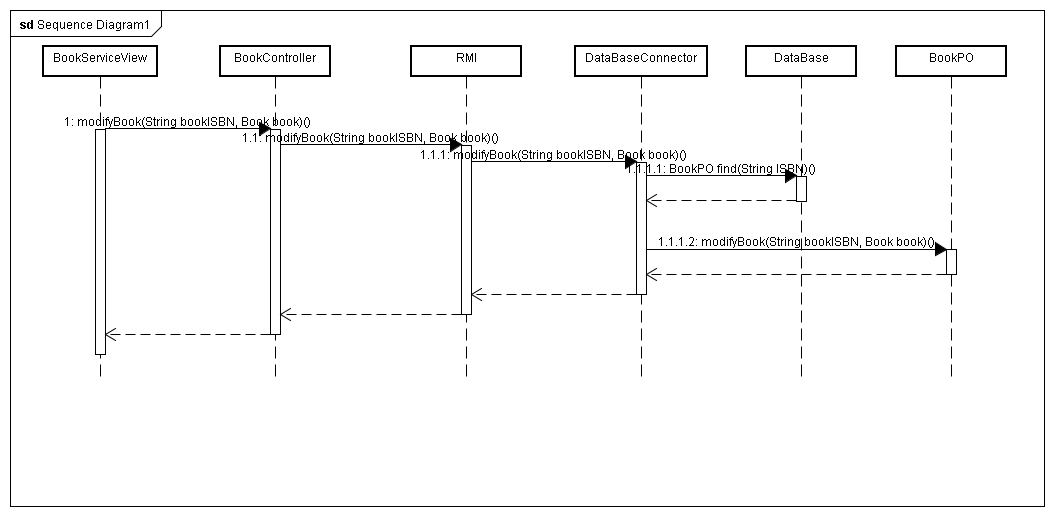 sd Sequence Diagram1
BookServiceView
BookController
RMI
DataBaseConnector
DataBase
BookPO
1: modifyBook(String bookISBN, Book book)()
1.1: modifyBook(String bookISBN, Book book)()
1.1.1: modifyBook(String bookISBN, Book book)()
1.1.1.1: BookPO find(String ISBN)()
1.1.1.2: modifyBook(String bookISBN, Book book)()